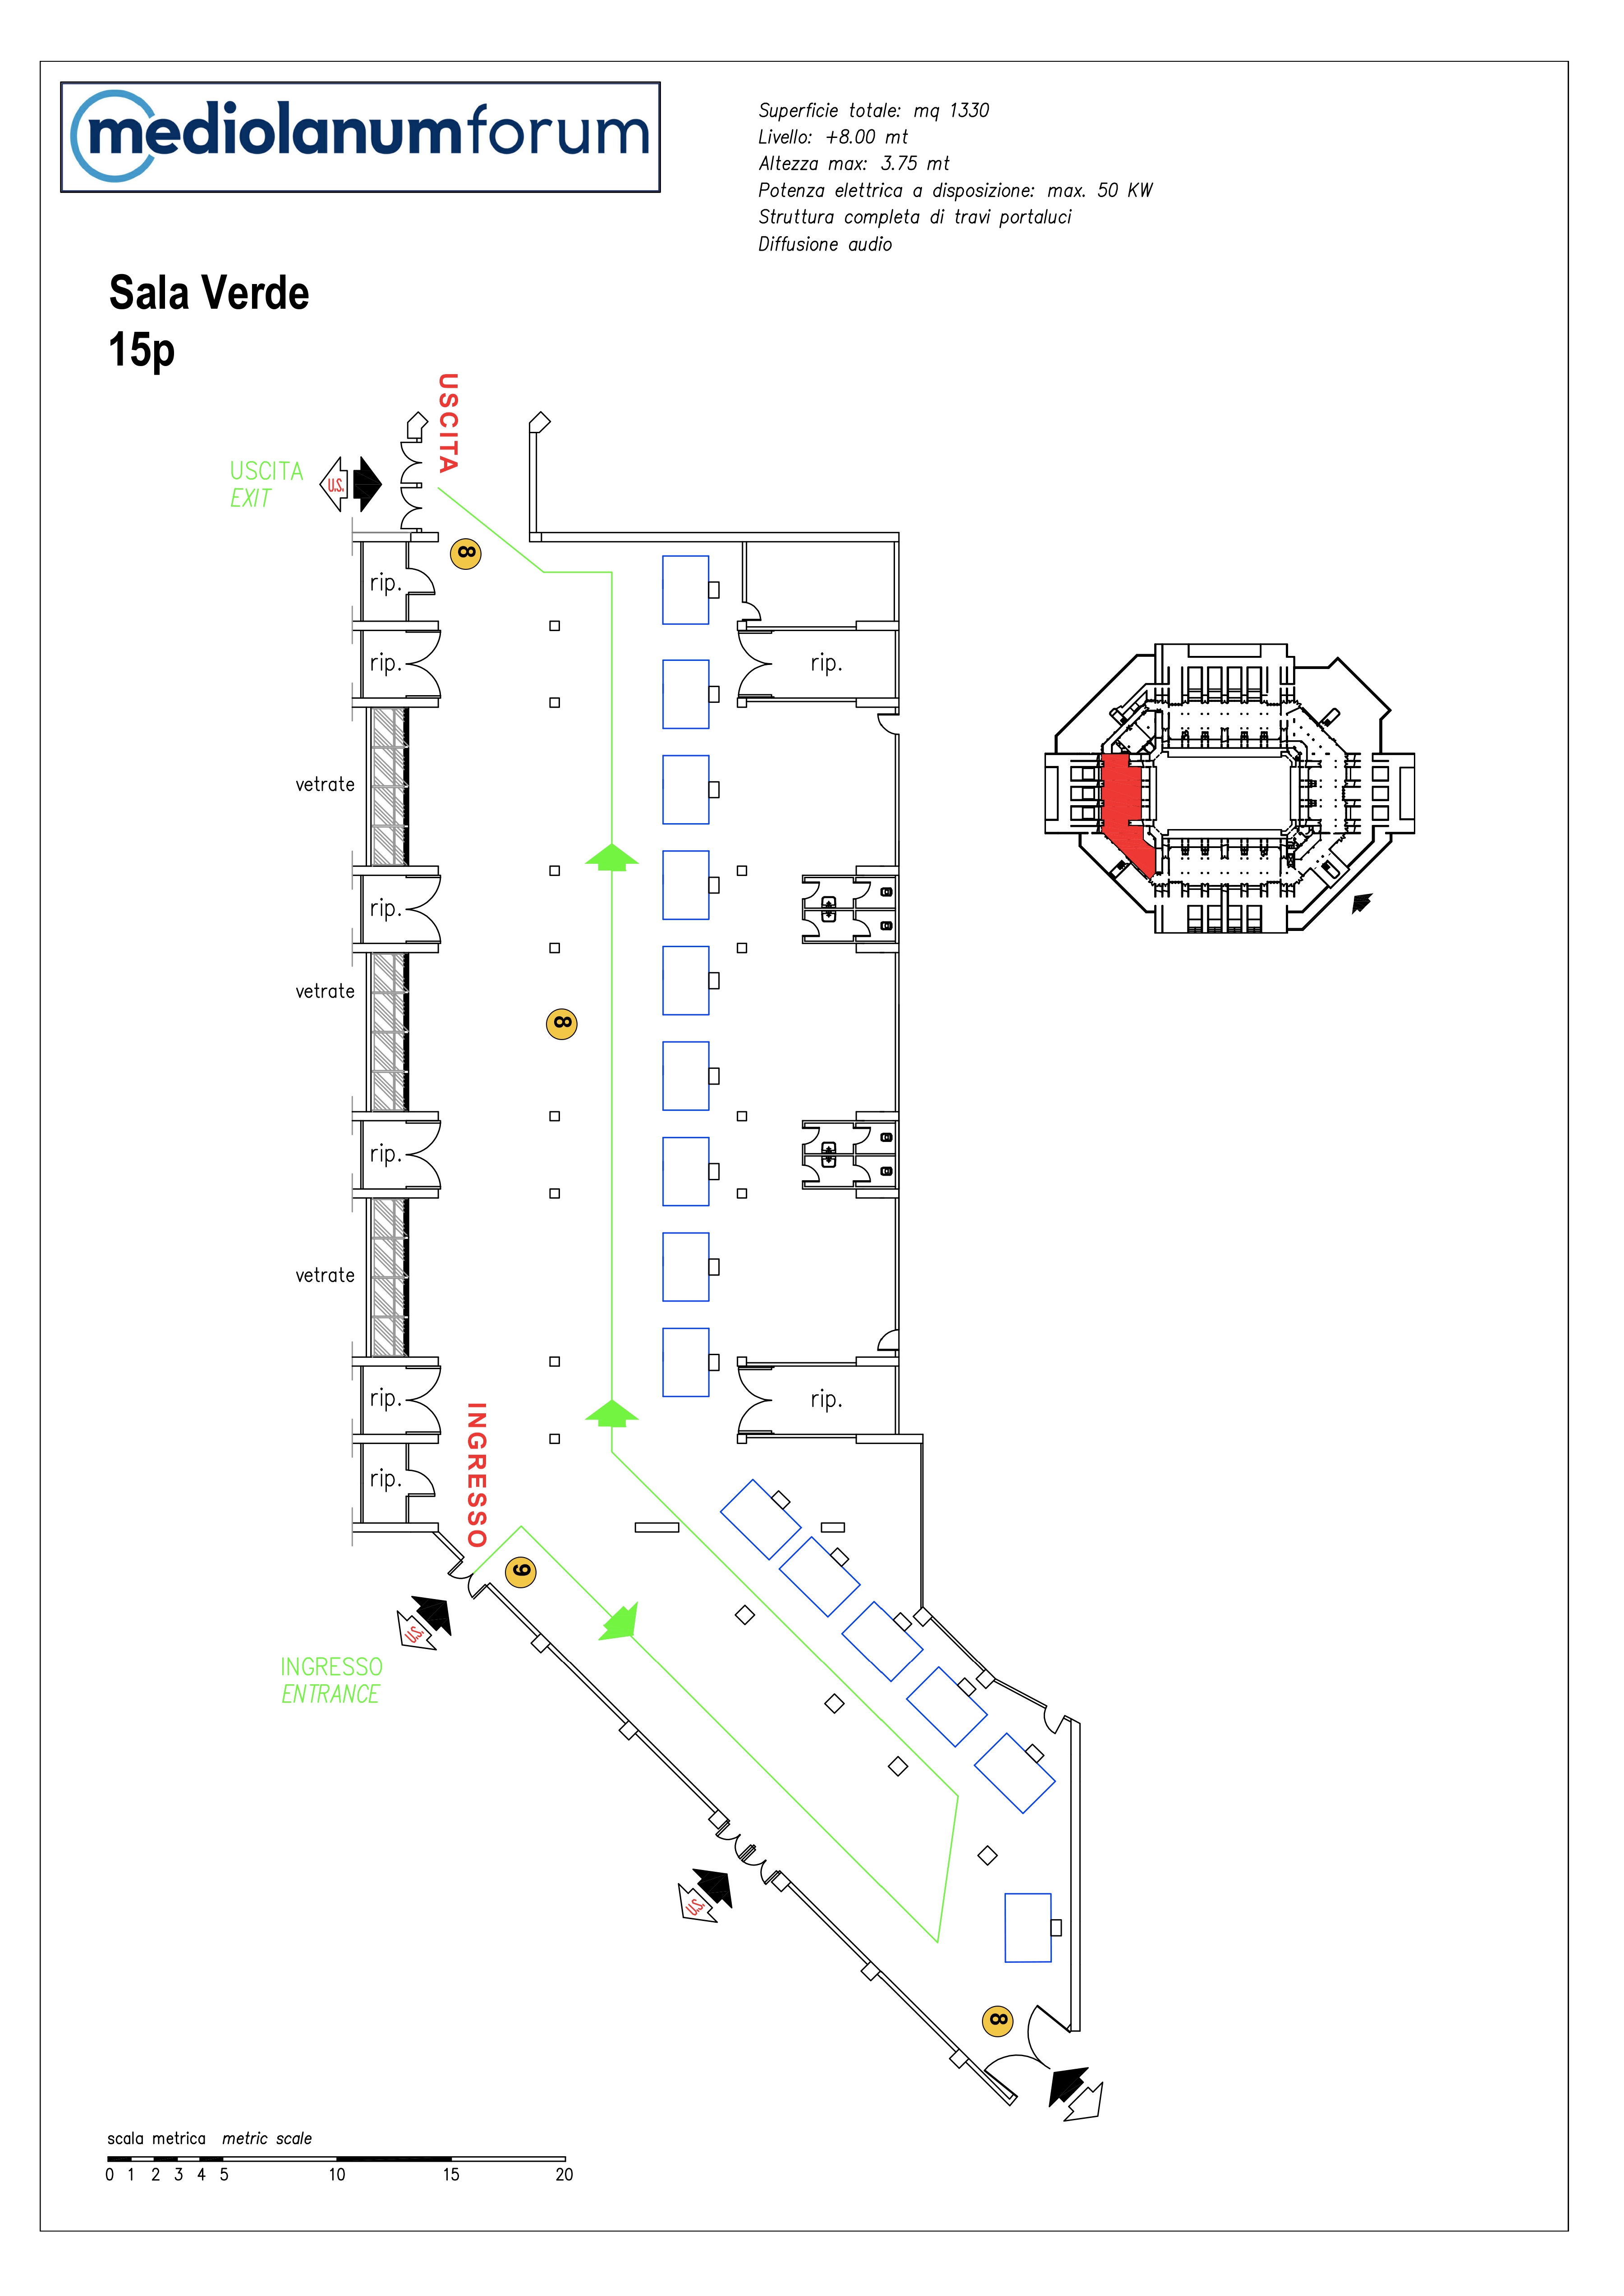 mediolanumforum
Superficie totale: mq 1330
Livello: +8.00 mt
Altezza max: 3.75 mt
Potenza elettrica a disposizione: max. 50 KW
Struttura completa di travi portaluci
Diffusione audio
Sala Verde
15p
USCITA
USCITA
EXIT
U.S.
8
rip.
rip.
rip.
vetrate
rip.
vetrate
8
rip.
vetrate
rip.
rip.
INGRESSO
rip.
9
U.S.
INGRESSO
ENTRANCE
U.S.
8
scala metrica metric scale
0 1 2 3 4 5 10 15 20